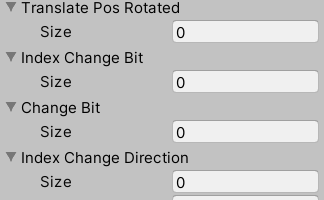 Translate Pos Rotated
Size 0
Index Change Bit
Size 0
Change Bit
Size 0
Index Change Direction
Size 0